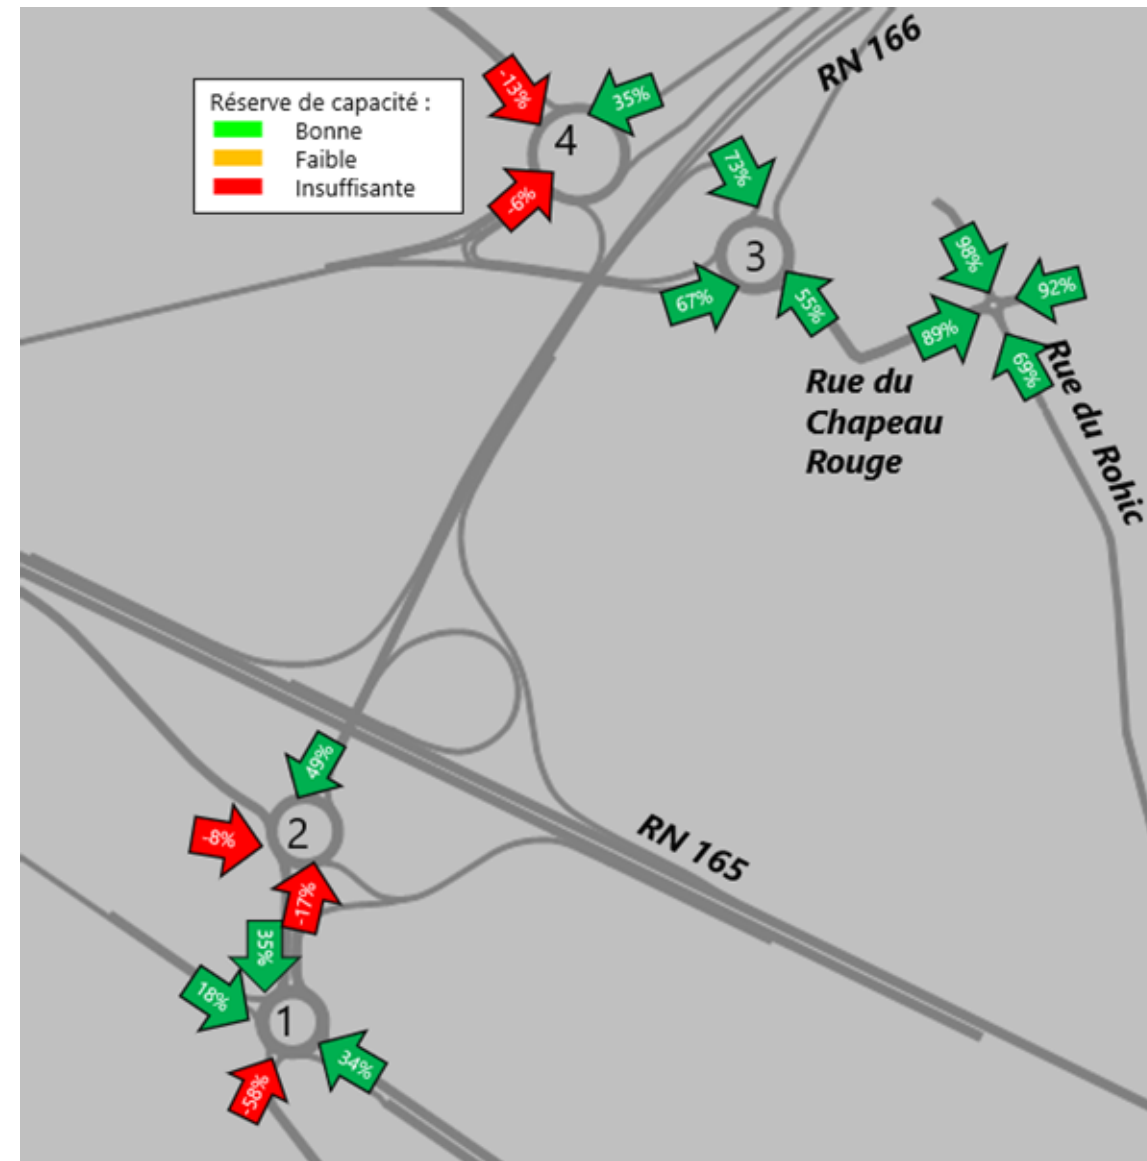 RN 166
-13%
35%
Réserve de capacité :
Bonne
Faible
Insuffisante
4
-6%
73%
3
98%
92%
67%
55%
89%
69%
Rue du
Chapeau
Rouge
Rue du Rohic
49%
2
-8%
RN 165
-17%
35%
18%
1
34%
-58%